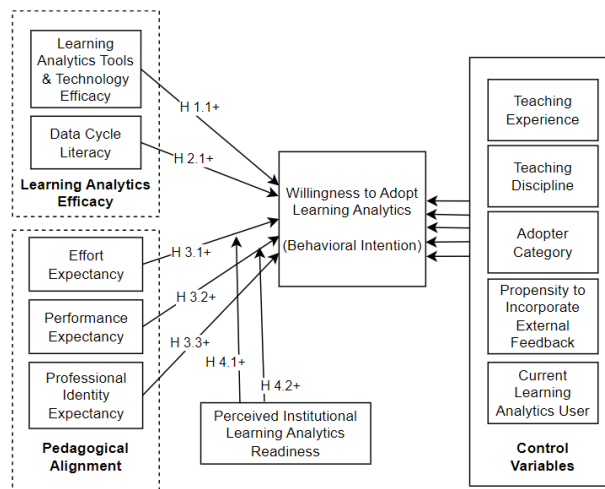 Learning
Analytics Tools
& Technology
Efficacy
Data Cycle
Literacy
Learning Analytics
Efficacy
Effort
Expectancy
Performance
Expectancy
Professional
Identity
Expectancy
Pedagogical
Alignment
H 1.1+
H 2.1+
H 3.1+
H 3.2+
H 3.3+
H 4.1+
H 4.2+
Willingness to Adopt
Learning Analytics
(Behavioral Intention)
Perceived Institutional
Learning Analytics
Readiness
Teaching
Experience
Teaching
Discipline
Adopter
Category
Propensity to
Incorporate
External
Feedback
Current
Learning
Analytics User
Control
Variables